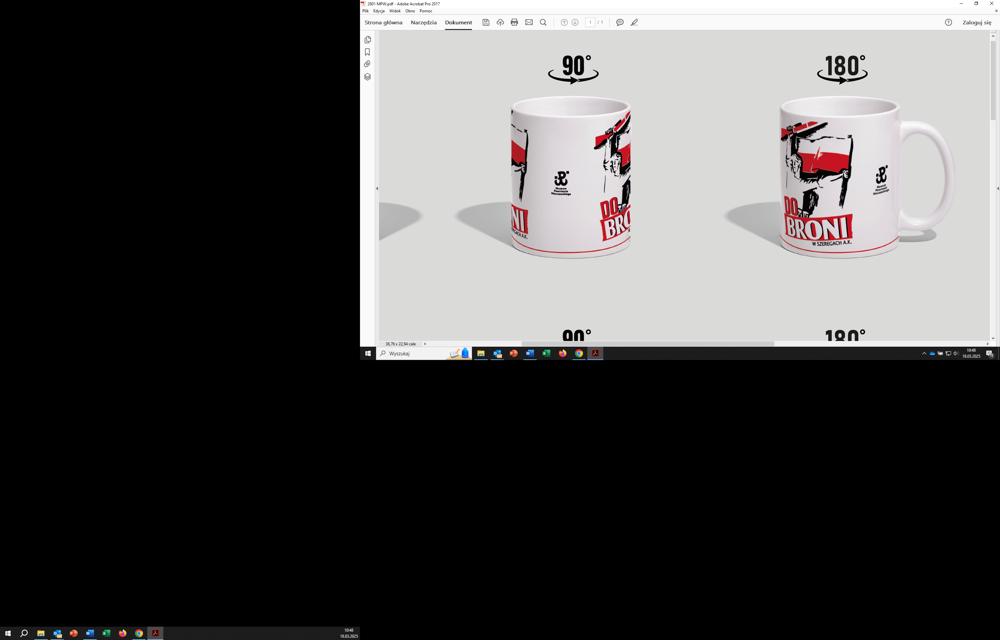 2801 MPW.pdf - Adobe Acrobat Pro 2017
Plik Edycja Widok Okno Pomoc
Strona główna Narzędzia Dokument 1 / 1 Zaloguj się
90° 180°
Muzeum
Powstania
Warszawskiego
NI
SZEREGACH A.K.
DO
BRO
W
Muzeum
Powstania
Warszawskiego
DO
BRONI
W SZEREGACH A.K.
90° 180°
36,76 x 22,94 cale
Wyszukaj
10:48
18.03.2025
11
10:48
18.03.2025